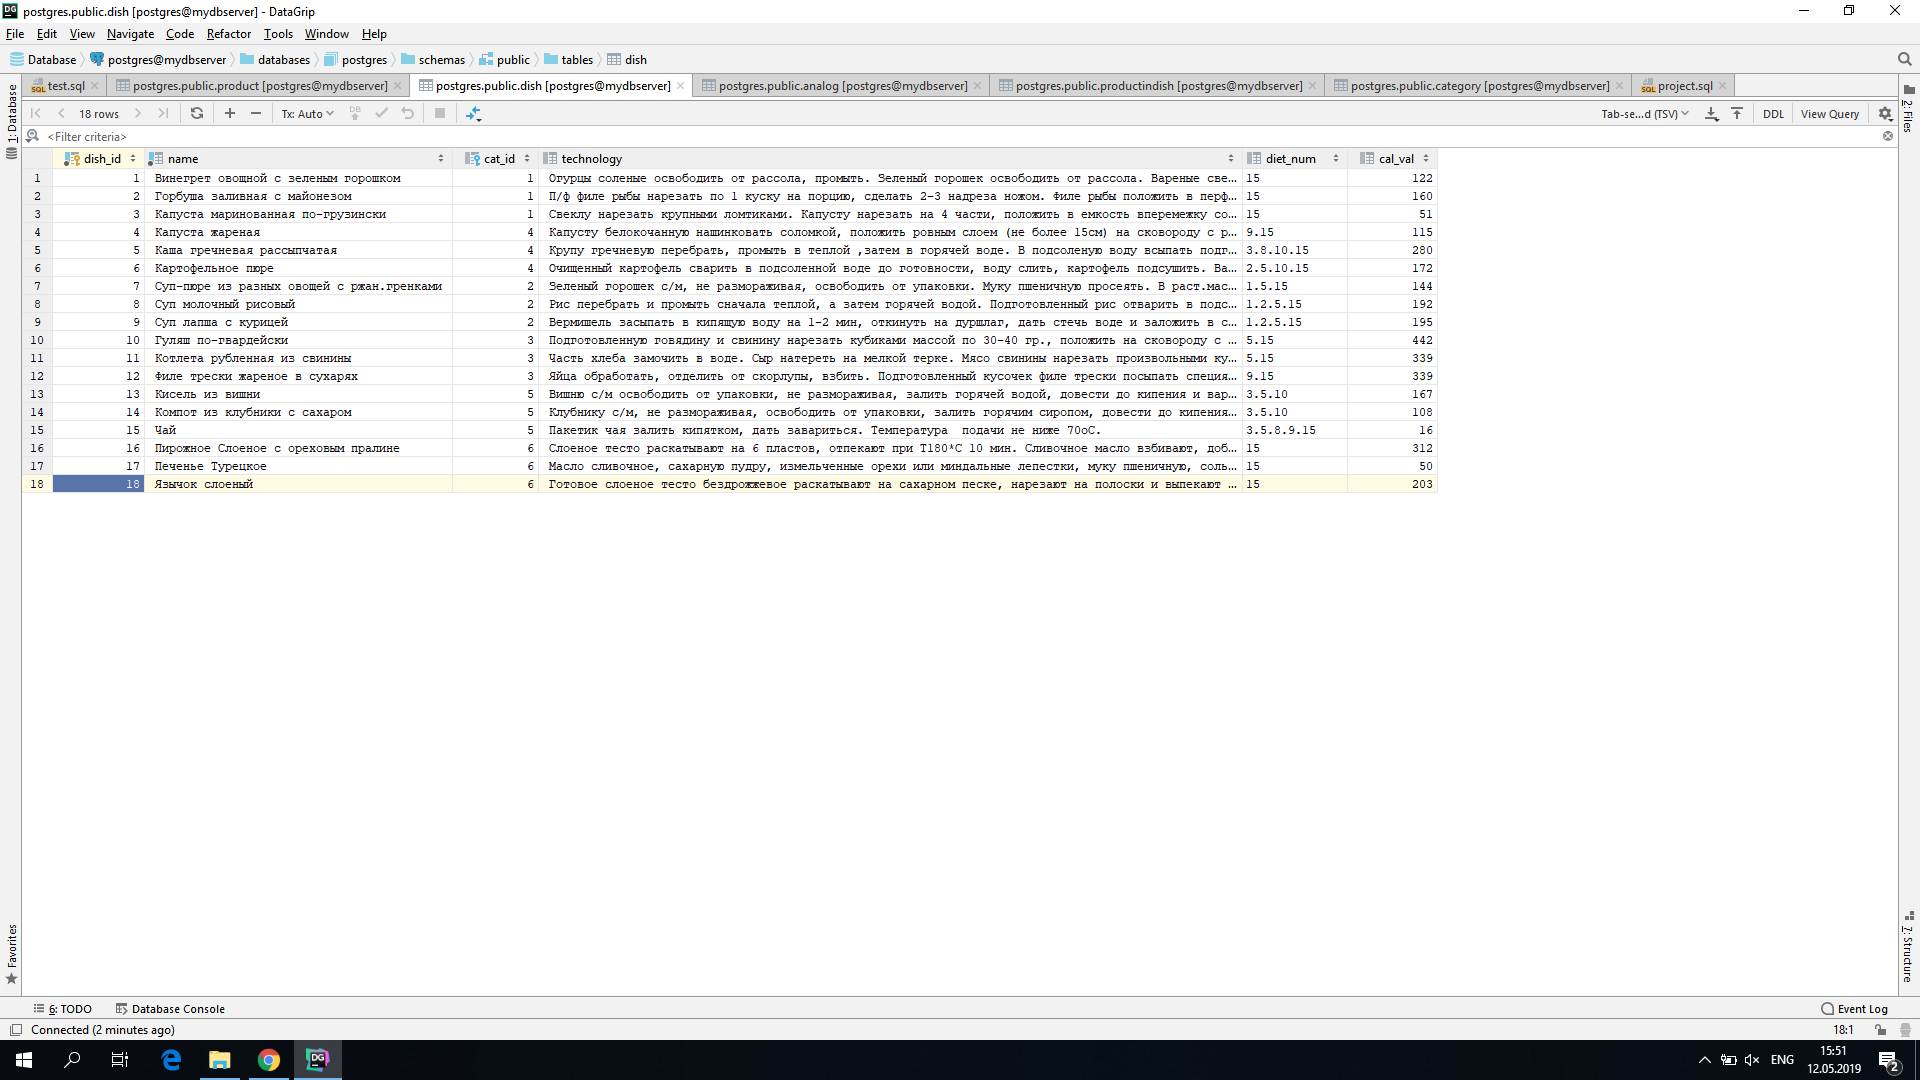 postgres.public.dish [postgres@mydbserver] - DataGrip
File Edit View Navigate Code Refactor Tools Window Help
Database postgres@mydbserver databases postgres schemas public tables dish
test.sql postgres.public.product [postgres@mydbserver] postgres.public.dish [postgres@mydbserver] postgres.public.analog [postgres@mydbserver] postgres.public.productindish [postgres@mydbserver] postgres.public.category [postgres@mydbserver] project.sql
18 rows Tx: Auto DB Tab-se...d (TSV) DDL View Query
<Filter criteria>
dish_id name cat_id technology diet_num cal_val
1 1 Винегрет овощной с зеленым горошком 1 Огурцы соленые освободить от рассола, промыть. Зеленый горошек освободить от рассола. Вареные све... 15 122
2 2 Горбуша заливная с майонезом 1 П/ф филе рыбы нарезать по 1 куску на порцию, сделать 2-3 надреза ножом. Филе рыбы положить в перф... 15 160
3 3 Капуста маринованная по-грузински 1 Свеклу нарезать крупными ломтиками. Капусту нарезать на 4 части, положить в емкость вперемежку со... 15 51
4 4 Капуста жареная 4 Капусту белокочанную нашинковать соломкой, положить ровным слоем (не более 15см) на сковороду с р... 9.15 115
5 5 Каша гречневая рассыпчатая 4 Крупу гречневую перебрать, промыть в теплой ,затем в горячей воде. В подсоленую воду всыпать подг... 3.8.10.15 280
6 6 Картофельное пюре 4 Очищенный картофель сварить в подсоленной воде до готовности, воду слить, картофель подсушить. Ва... 2.5.10.15 172
7 7 Суп-пюре из разных овощей с ржан.гренками 2 Зеленый горошек с/м, не размораживая, освободить от упаковки. Муку пшеничную просеять. В раст.мас... 1.5.15 144
8 8 Суп молочный рисовый 2 Рис перебрать и промыть сначала теплой, а затем горячей водой. Подготовленный рис отварить в подс... 1.2.5.15 192
9 9 Суп лапша с курицей 2 Вермишель засыпать в кипящую воду на 1-2 мин, откинуть на дуршлаг, дать стечь воде и заложить в с... 1.2.5.15 195
10 10 Гуляш по-гвардейски 3 Подготовленную говядину и свинину нарезать кубиками массой по 30-40 гр., положить на сковороду с ... 5.15 442
11 11 Котлета рубленная из свинины 3 Часть хлеба замочить в воде. Сыр натереть на мелкой терке. Мясо свинины нарезать произвольными ку... 5.15 339
12 12 Филе трески жареное в сухарях 3 Яйца обработать, отделить от скорлупы, взбить. Подготовленный кусочек филе трески посыпать специя... 9.15 339
13 13 Кисель из вишни 5 Вишню с/м освободить от упаковки, не размораживая, залить горячей водой, довести до кипения и вар... 3.5.10 167
14 14 Компот из клубники с сахаром 5 Клубнику с/м, не размораживая, освободить от упаковки, залить горячим сиропом, довести до кипения... 3.5.10 108
15 15 Чай 5 Пакетик чая залить кипятком, дать завариться. Температура  подачи не ниже 70оС. 3.5.8.9.15 16
16 16 Пирожное Слоеное с ореховым пралине 6 Слоеное тесто раскатывают на 6 пластов, отпекают при Т180*С 10 мин. Сливочное масло взбивают, доб... 15 312
17 17 Печенье Турецкое 6 Масло сливочное, сахарную пудру, измельченные орехи или миндальные лепестки, муку пшеничную, соль... 15 50
18 18 Язычок слоеный 6 Готовое слоеное тесто бездрожжевое раскатывают на сахарном песке, нарезают на полоски и выпекают ... 15 203
1: Database
Favorites
2: Files
7: Structure
6: TODO Database Console Event Log
Connected (2 minutes ago) 18:1
DG ENG 15:51
12.05.2019 2